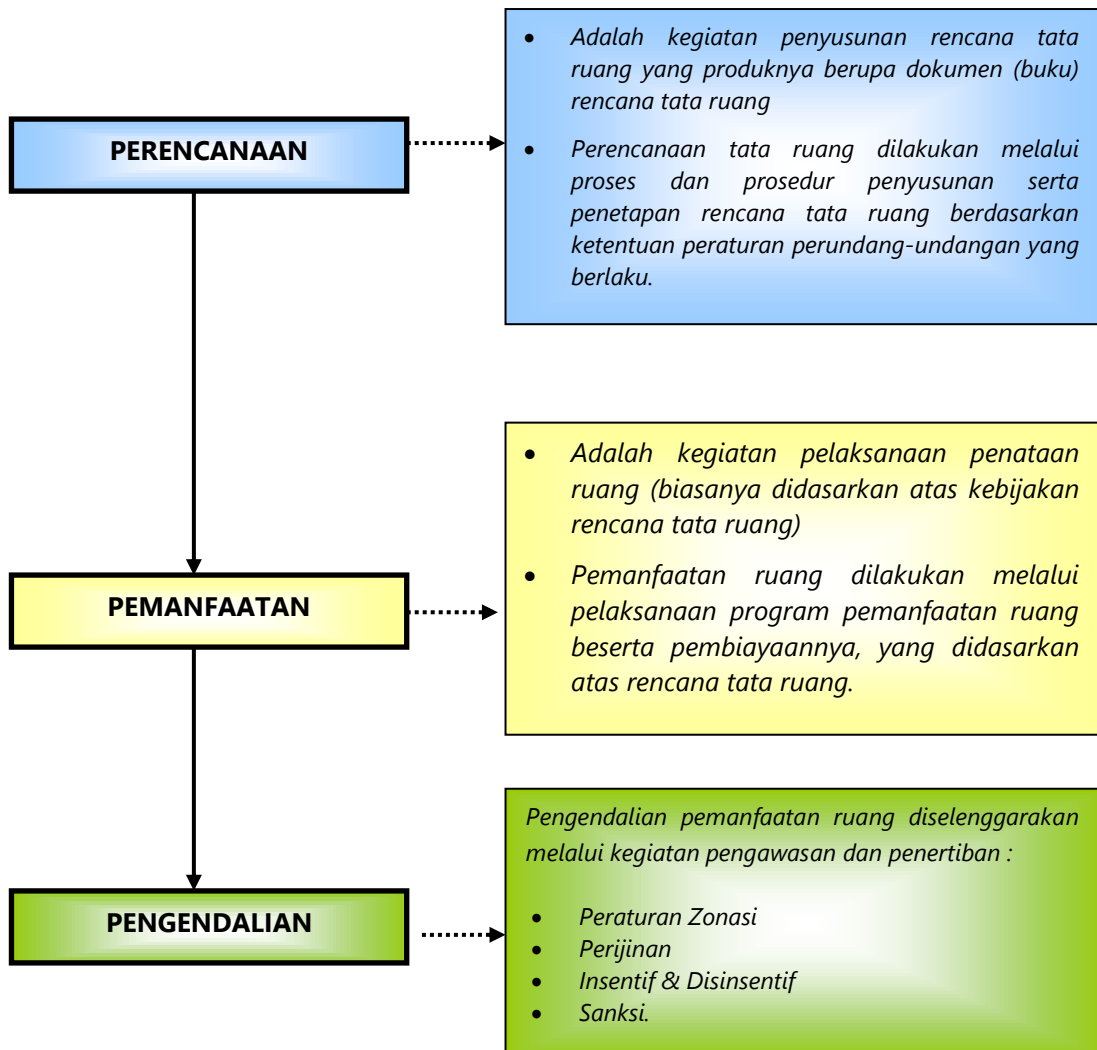 PERENCANAAN
• Adalah kegiatan penyusunan rencana tata
ruang yang produknya berupa dokumen (buku)
rencana tata ruang
• Perencanaan tata ruang dilakukan melalui
proses dan prosedur penyusunan serta
penetapan rencana tata ruang berdasarkan
ketentuan peraturan perundang-undangan yang
berlaku.
PEMANFAATAN
• Adalah kegiatan pelaksanaan penataan
ruang (biasanya didasarkan atas kebijakan
rencana tata ruang)
• Pemanfaatan ruang dilakukan melalui
pelaksanaan program pemanfaatan ruang
beserta pembiayaannya, yang didasarkan
atas rencana tata ruang.
PENGENDALIAN
Pengendalian pemanfaatan ruang diselenggarakan
melalui kegiatan pengawasan dan penertiban :
• Peraturan Zonasi
• Perijinan
• Insentif & Disinsentif
• Sanksi.